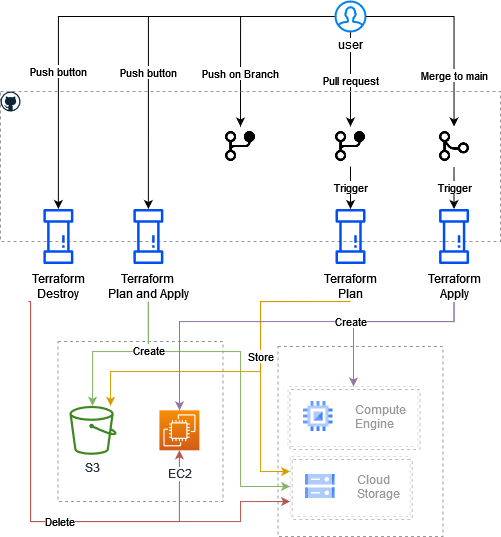 user
Push button
Push button
Push on Branch
Pull request
Merge to main
Trigger
Trigger
Terraform
Destroy
Terraform
Plan and Apply
Terraform
Plan
Terraform
Apply
Create
Create
Store
Compute
Engine
S3
EC2
Cloud
Storage
Delete